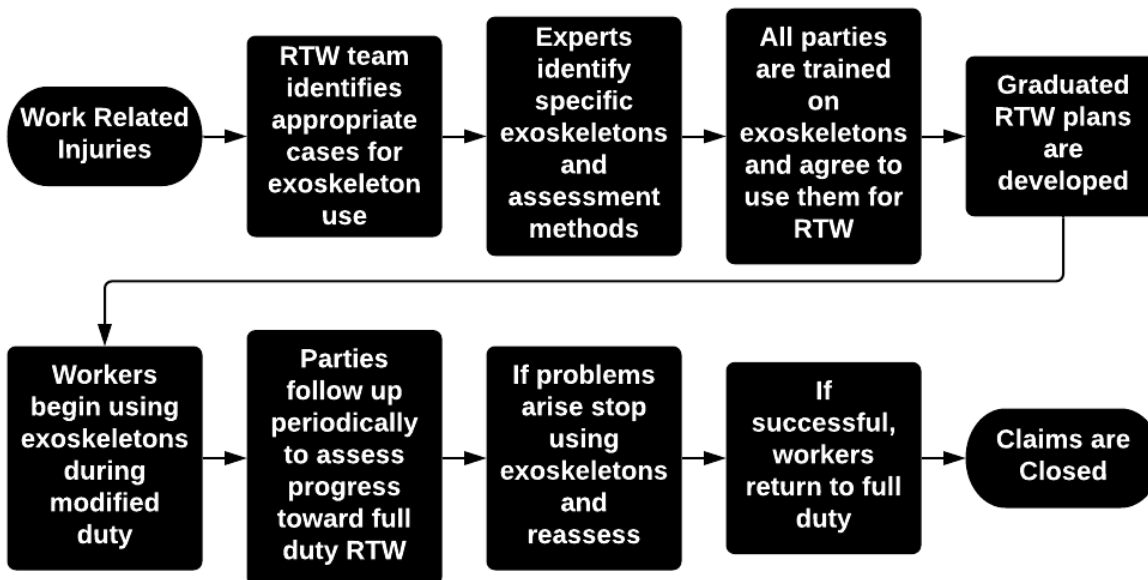 Work Related
Injuries
RTW team
identifies
appropriate
cases for
exoskeleton
use
Experts
identify
specific
exoskeletons
and
assessment
methods
All parties
are trained
on
exoskeletons
and agree to
use them for
RTW
Graduated
RTW plans
are
developed
Workers
begin using
exoskeletons
during
modified
duty
Parties
follow up
periodically
to assess
progress
toward full
duty RTW
If problems
arise stop
using
exoskeletons
and
reassess
If
successful,
workers
return to full
duty
Claims are
Closed